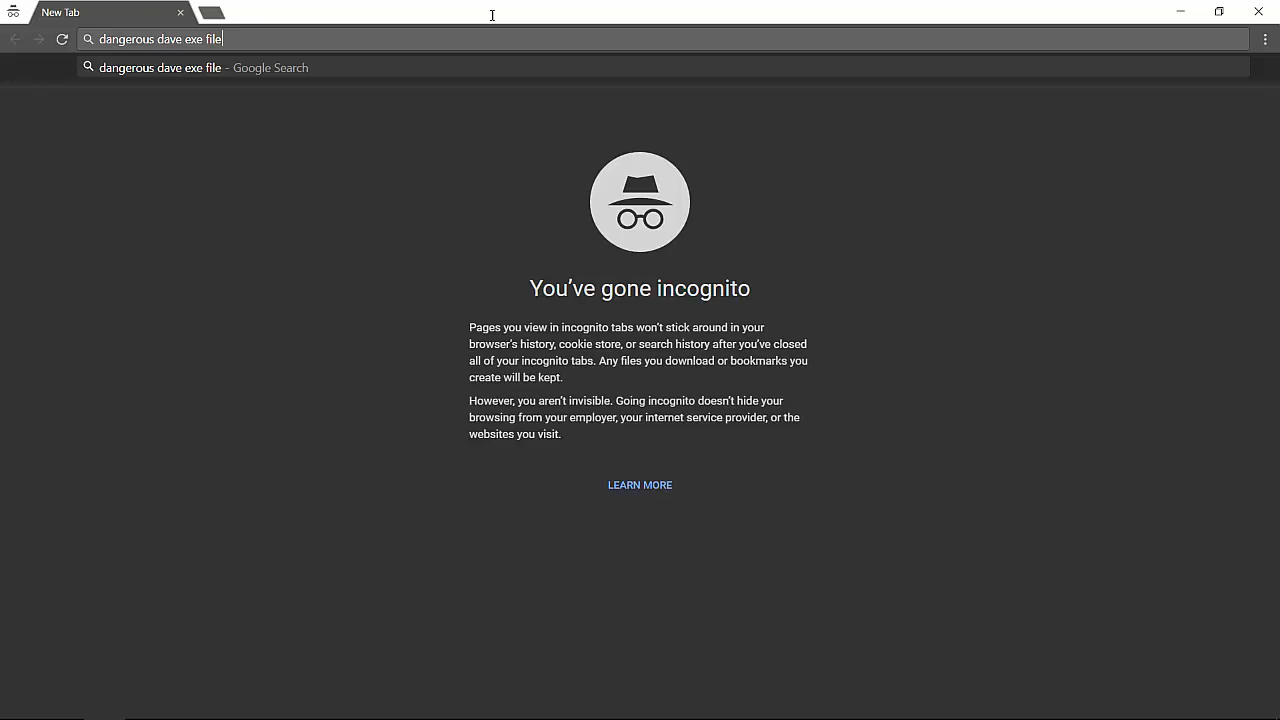 New Tab
dangerous dave exe file
dangerous dave exe file - Google Search
You've gone incognito
Pages you view in incognito tabs won't stick around in your
browser's history, cookie store, or search history after you've closed
all of your incognito tabs. Any files you download or bookmarks you
create will be kept.
However, you aren't invisible. Going incognito doesn't hide your
browsing from your employer, your internet service provider, or the
websites you visit.
LEARN MORE